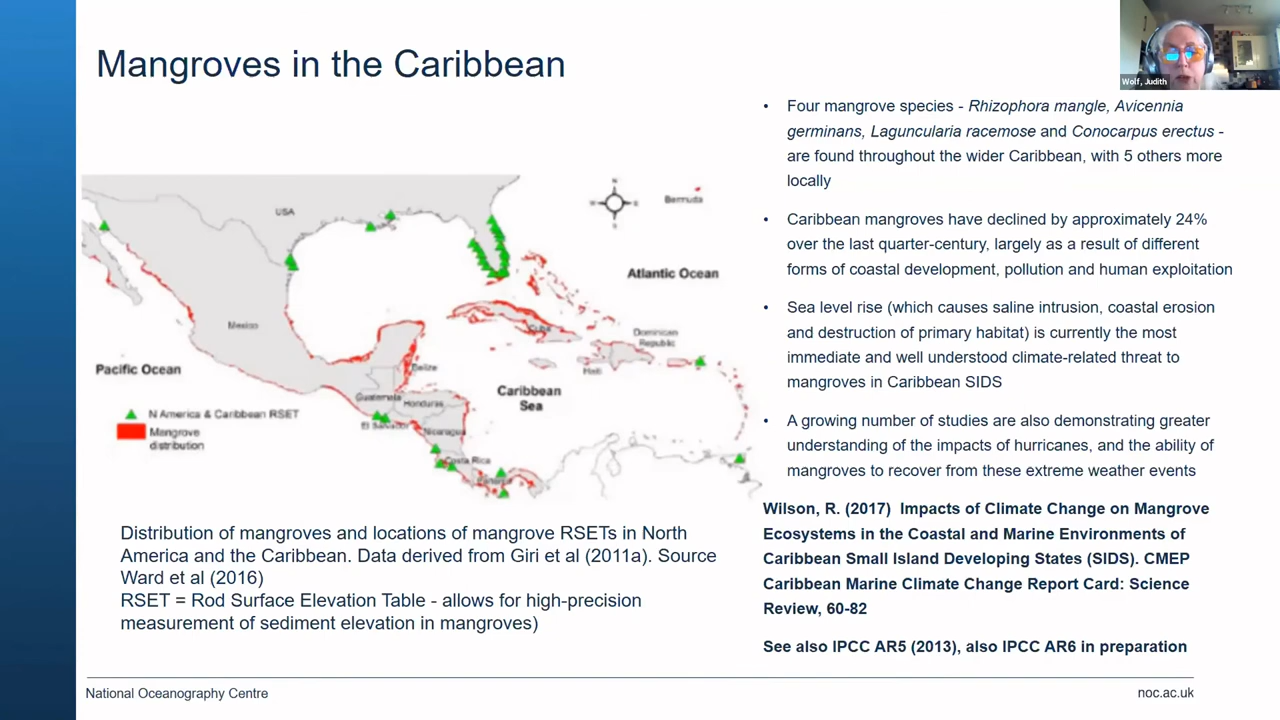 Mangroves in the Caribbean
Wolf, Judith
USA
Bermuda
Atlantic Ocean
Mexico
Cuba
Dominican
Republic
Haiti
Pacific Ocean
Belize
Caribbean
Sea
Guatemala
Honduras
El Salvador
Nicaragua
Costa Rica
Panama
N America & Caribbean RSET
Mangrove
distribution
Distribution of mangroves and locations of mangrove RSETs in North
America and the Caribbean. Data derived from Giri et al (2011a). Source
Ward et al (2016)
RSET = Rod Surface Elevation Table - allows for high-precision
measurement of sediment elevation in mangroves)
• Four mangrove species - Rhizophora mangle, Avicennia
germinans, Laguncularia racemose and Conocarpus erectus -
are found throughout the wider Caribbean, with 5 others more
locally
• Caribbean mangroves have declined by approximately 24%
over the last quarter-century, largely as a result of different
forms of coastal development, pollution and human exploitation
• Sea level rise (which causes saline intrusion, coastal erosion
and destruction of primary habitat) is currently the most
immediate and well understood climate-related threat to
mangroves in Caribbean SIDS
• A growing number of studies are also demonstrating greater
understanding of the impacts of hurricanes, and the ability of
mangroves to recover from these extreme weather events
Wilson, R. (2017) Impacts of Climate Change on Mangrove
Ecosystems in the Coastal and Marine Environments of
Caribbean Small Island Developing States (SIDS). CMEP
Caribbean Marine Climate Change Report Card: Science
Review, 60-82
See also IPCC AR5 (2013), also IPCC AR6 in preparation
National Oceanography Centre
noc.ac.uk